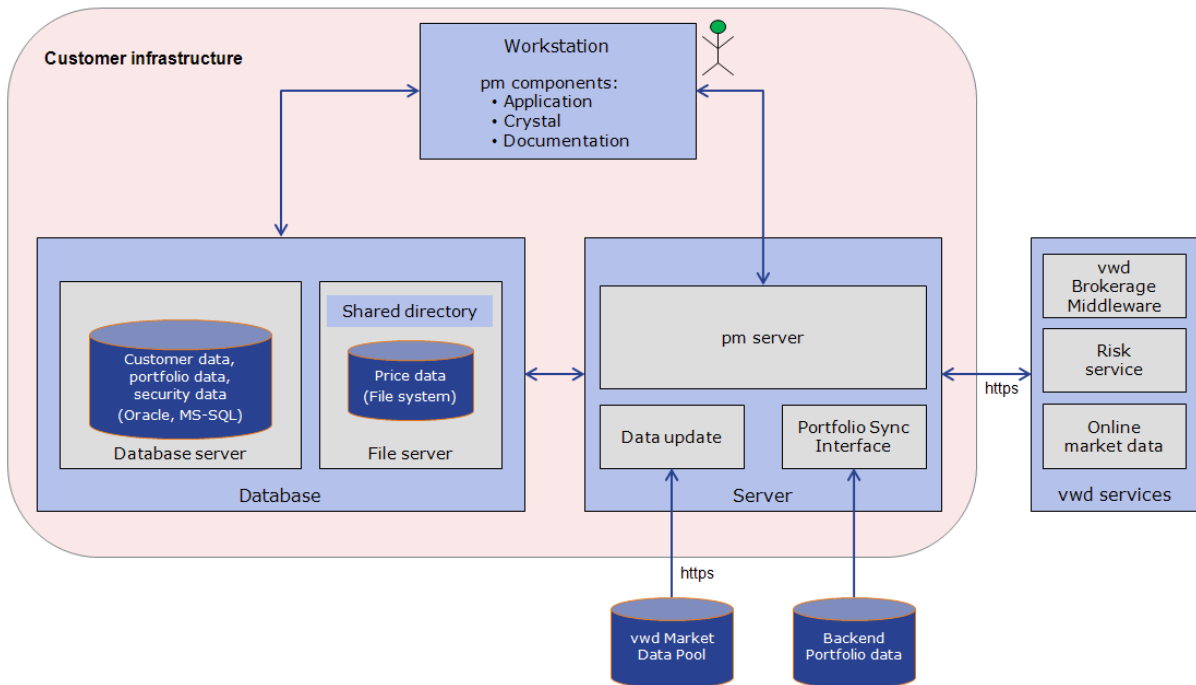 Customer infrastructure
Workstation
pm components:
• Application
• Crystal
• Documentation
Shared directory
Customer data,
portfolio data,
security data
(Oracle, MS-SQL)
Price data
(File system)
Database server
File server
Database
pm server
Data update
Portfolio Sync
Interface
Server
https
vwd
Brokerage
Middleware
Risk
service
Online
market data
vwd services
https
vwd Market
Data Pool
Backend
Portfolio data